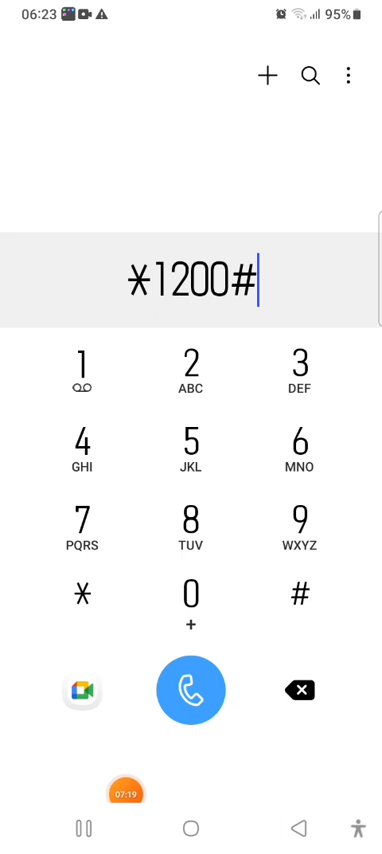 06:23 95%
*1200#
1 2 3
ABC DEF
4 5 6
GHI JKL MNO
7 8 9
PQRS TUV WXYZ
* 0 #
+
07:19